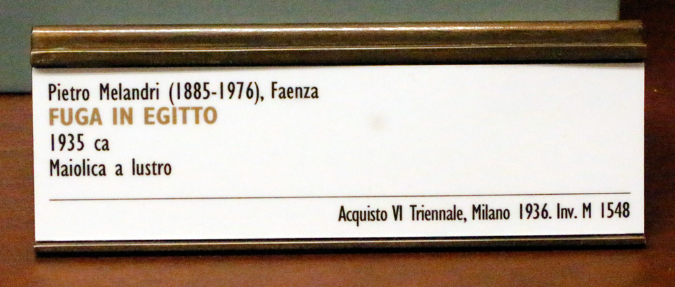 Pietro Melandri (1885-1976), Faenza
FUGA IN EGITTO
1935 ca
Maiolica a lustro
Acquisto VI Triennale, Milano 1936. Inv. M 1548